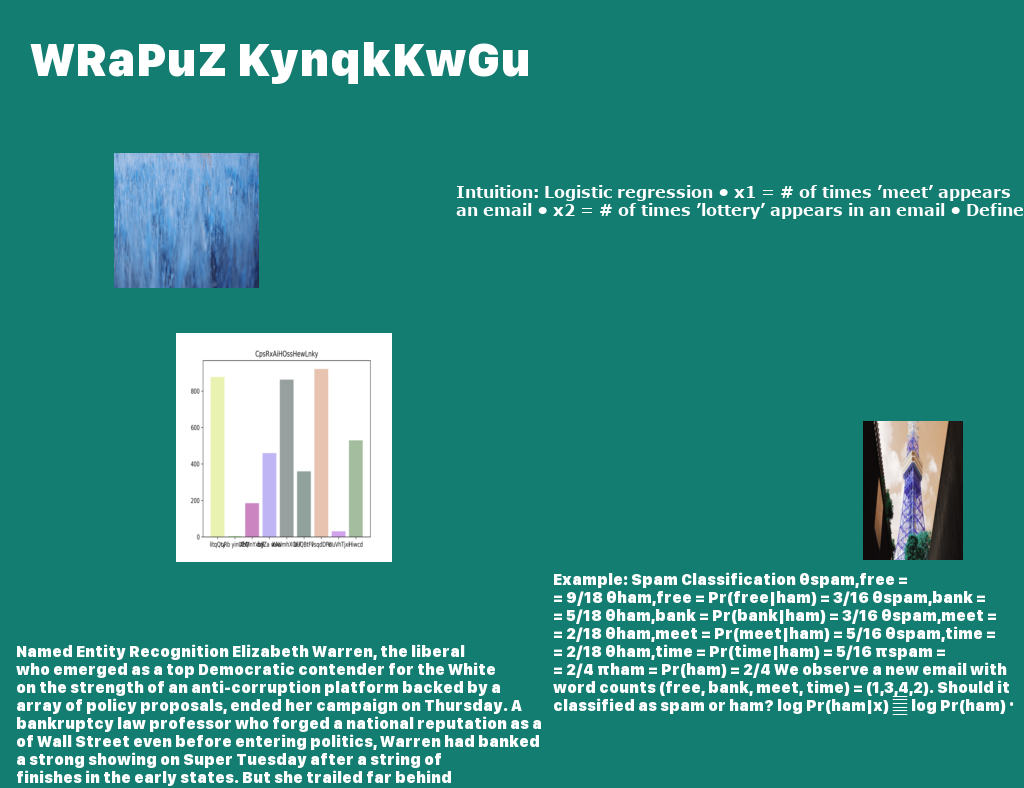 WRaPuZ KynqkKwGu
Intuition: Logistic regression • x1 = # of times ’meet’ appears
an email • x2 = # of times ’lottery’ appears in an email • Define
CpsRxAiHOssHewLnky
800
600
400
200
0
Hiwcd
Example: Spam Classification θspam,free =
= 9/18 θham,free = Pr(free|ham) = 3/16 θspam,bank =
= 5/18 θham,bank = Pr(bank|ham) = 3/16 θspam,meet =
= 2/18 θham,meet = Pr(meet|ham) = 5/16 θspam,time =
= 2/18 θham,time = Pr(time|ham) = 5/16 πspam =
= 2/4 πham = Pr(ham) = 2/4 We observe a new email with
word counts (free, bank, meet, time) = (1,3,4,2). Should it
classified as spam or ham? log Pr(ham|x) log Pr(ham) ·
Named Entity Recognition Elizabeth Warren, the liberal
who emerged as a top Democratic contender for the White
on the strength of an anti-corruption platform backed by a
array of policy proposals, ended her campaign on Thursday. A
bankruptcy law professor who forged a national reputation as a
of Wall Street even before entering politics, Warren had banked
a strong showing on Super Tuesday after a string of
finishes in the early states. But she trailed far behind